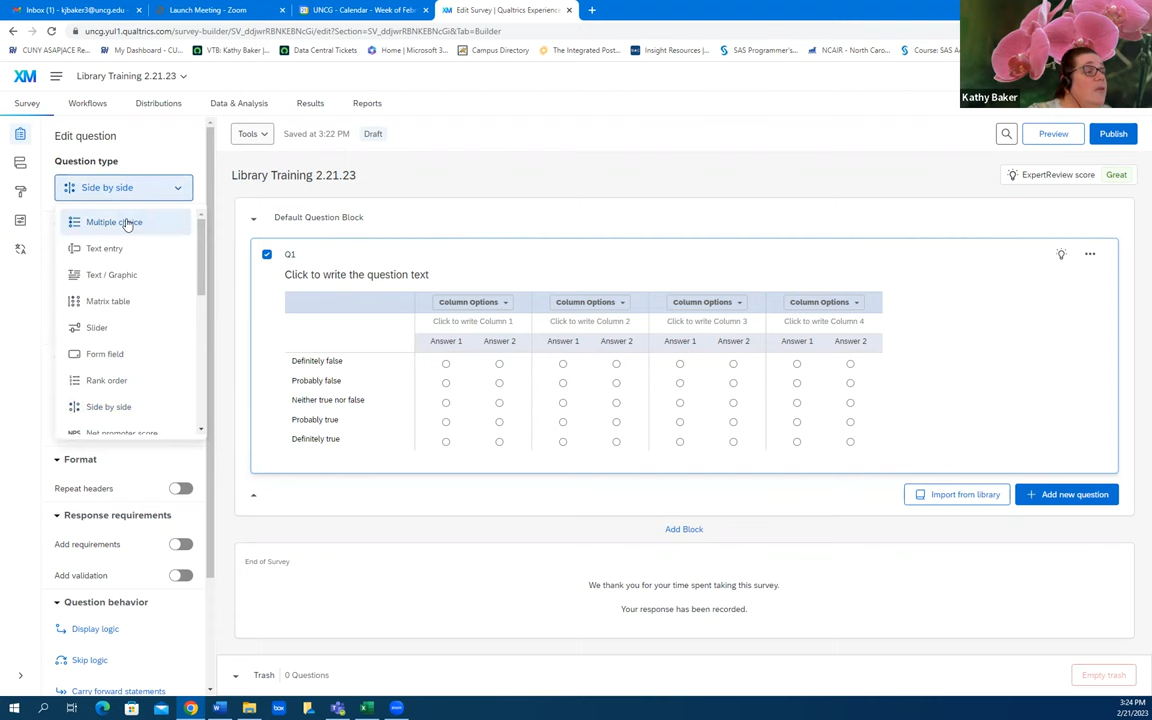 Inbox (1) - kjbaker3@uncg.edu -
Launch Meeting - Zoom
UNCG - Calendar - Week of Feb
Edit Survey | Qualtrics Experience
uncg.yul1.qualtrics.com/survey-builder/SV_ddjwrRBNKEBNcGi/edit?Section=SV_ddjwrRBNKEBNcGi&Tab=Builder
CUNY ASAP|ACE Re...
My Dashboard - CU...
VTB: Kathy Baker |...
Data Central Tickets
Home | Microsoft 3...
Campus Directory
The Integrated Post...
Insight Resources |...
SAS Programmer's...
NCAIR - North Caro...
Course: SAS
Kathy Baker
XM
Library Training 2.21.23
Survey
Workflows
Distributions
Data & Analysis
Results
Reports
Edit question
Tools
Saved at 3:22 PM
Draft
Preview
Publish
Question type
Side by side
Library Training 2.21.23
ExpertReview score
Great
Multiple choice
Text entry
Text / Graphic
Matrix table
Slider
Form field
Rank order
Side by side
NPS Net promoter score
Default Question Block
Q1
Click to write the question text
Column Options
Column Options
Column Options
Column Options
Click to write Column 1
Click to write Column 2
Click to write Column 3
Click to write Column 4
Answer 1
Answer 2
Answer 1
Answer 2
Answer 1
Answer 2
Answer 1
Answer 2
Definitely false
Probably false
Neither true nor false
Probably true
Definitely true
Format
Repeat headers
Import from library
Add new question
Response requirements
Add requirements
Add validation
Add Block
End of Survey
We thank you for your time spent taking this survey.
Your response has been recorded.
Question behavior
Display logic
Skip logic
Carry forward statements
Trash
0 Questions
Empty trash
box
zoom
3:24 PM
2/21/2023